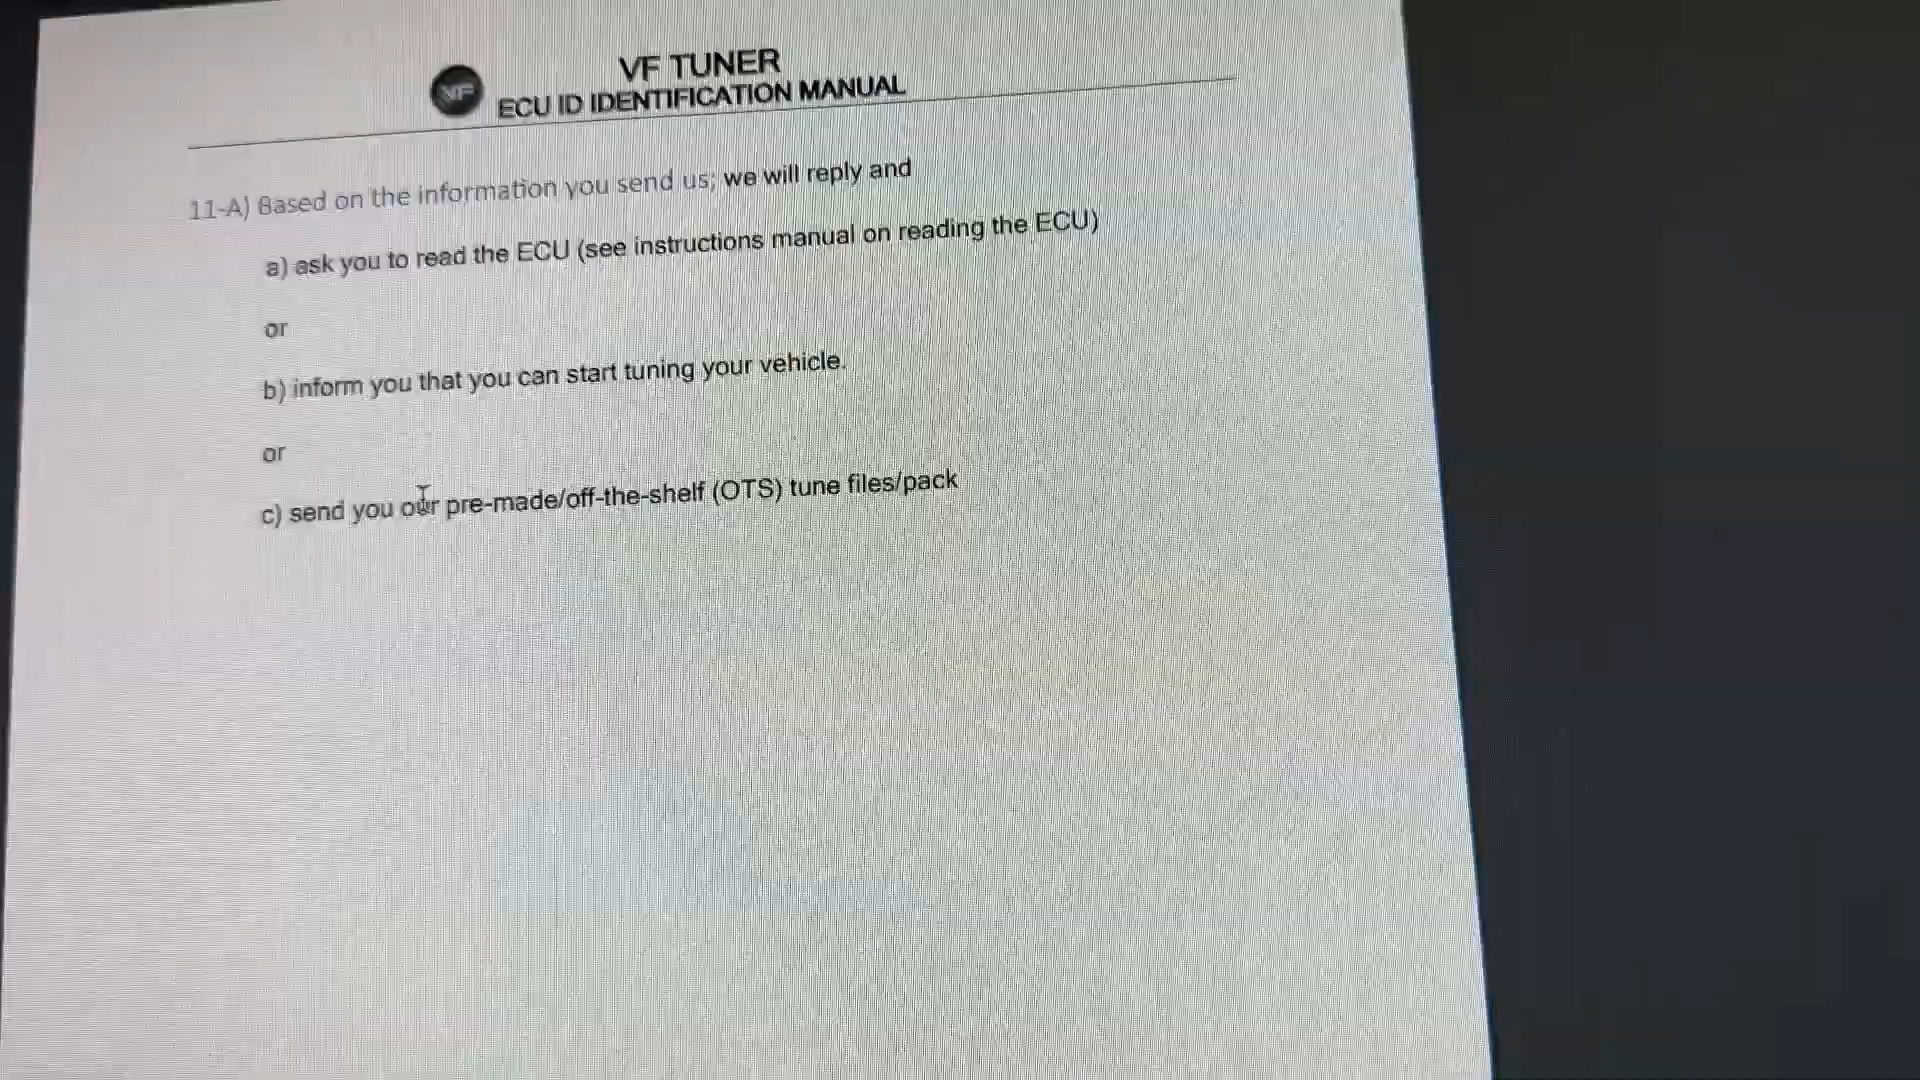 VF TUNER
VF
ECU ID IDENTIFICATION MANUAL
11-A) Based on the information you send us; we will reply and
a) ask you to read the ECU (see instructions manual on reading the ECU)
or
b) inform you that you can start tuning your vehicle.
or
c) send you our pre-made/off-the-shelf (OTS) tune files/pack